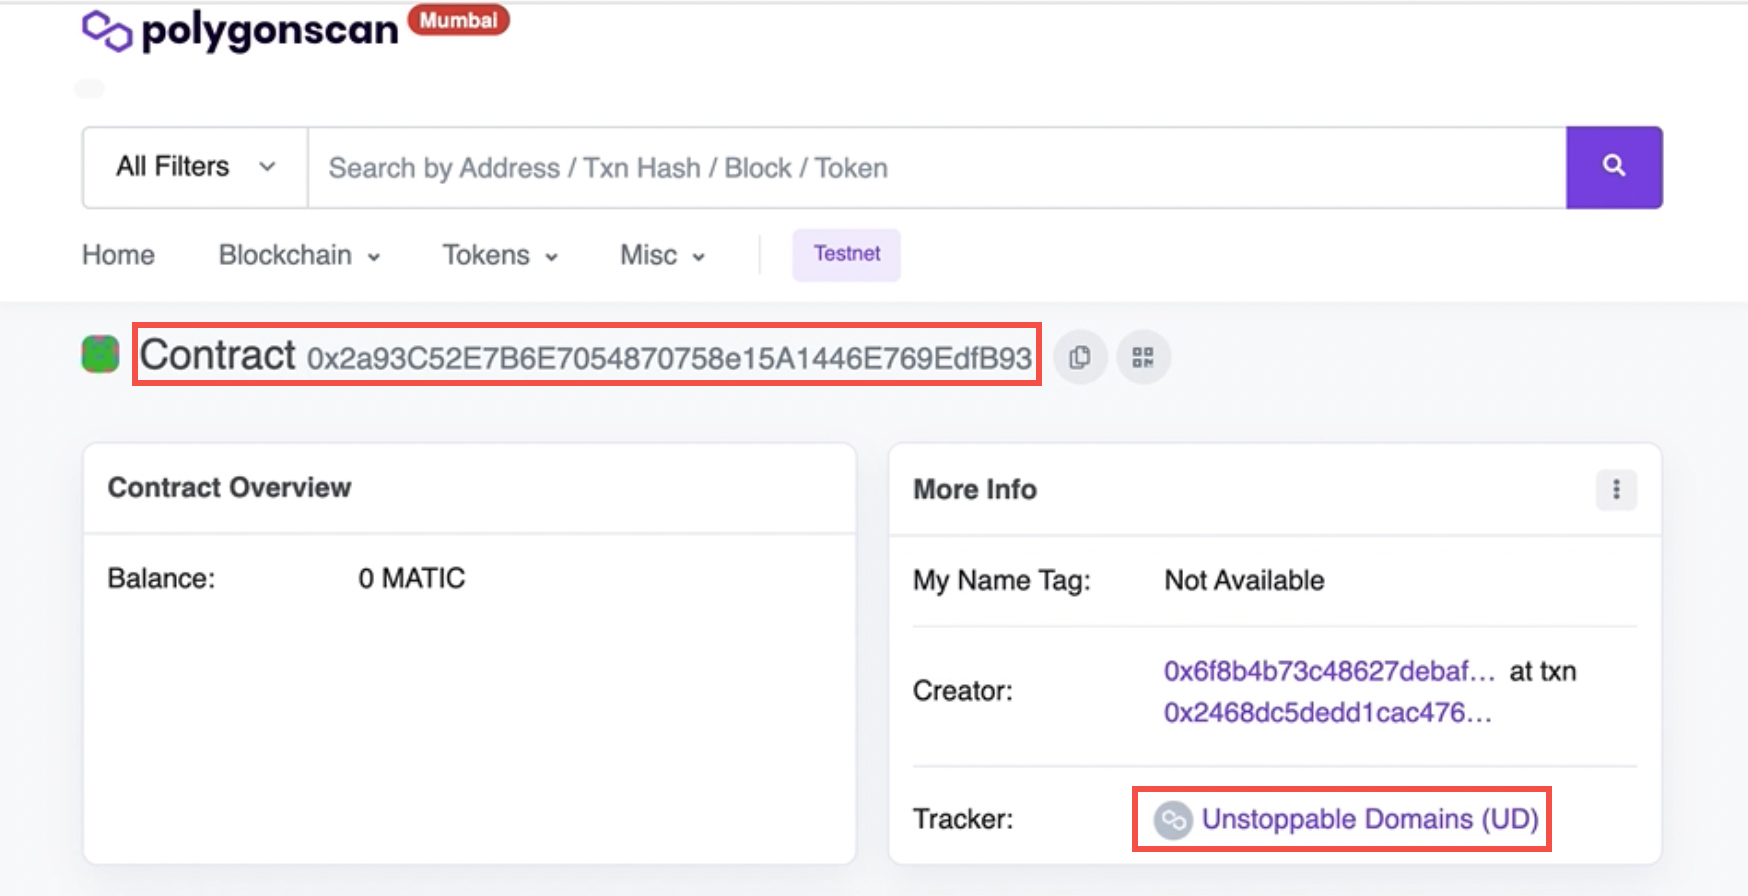 polygonscan Mumbai
All Filters Search by Address / Txn Hash / Block / Token
Home Blockchain Tokens Misc Testnet
Contract 0x2a93C52E7B6E7054870758e15A1446E769EdfB93
Contract Overview
Balance: 0 MATIC
More Info
My Name Tag: Not Available
Creator: 0x6f8b4b73c48627debaf... at txn
0x2468dc5dedd1cac476...
Tracker: Unstoppable Domains (UD)